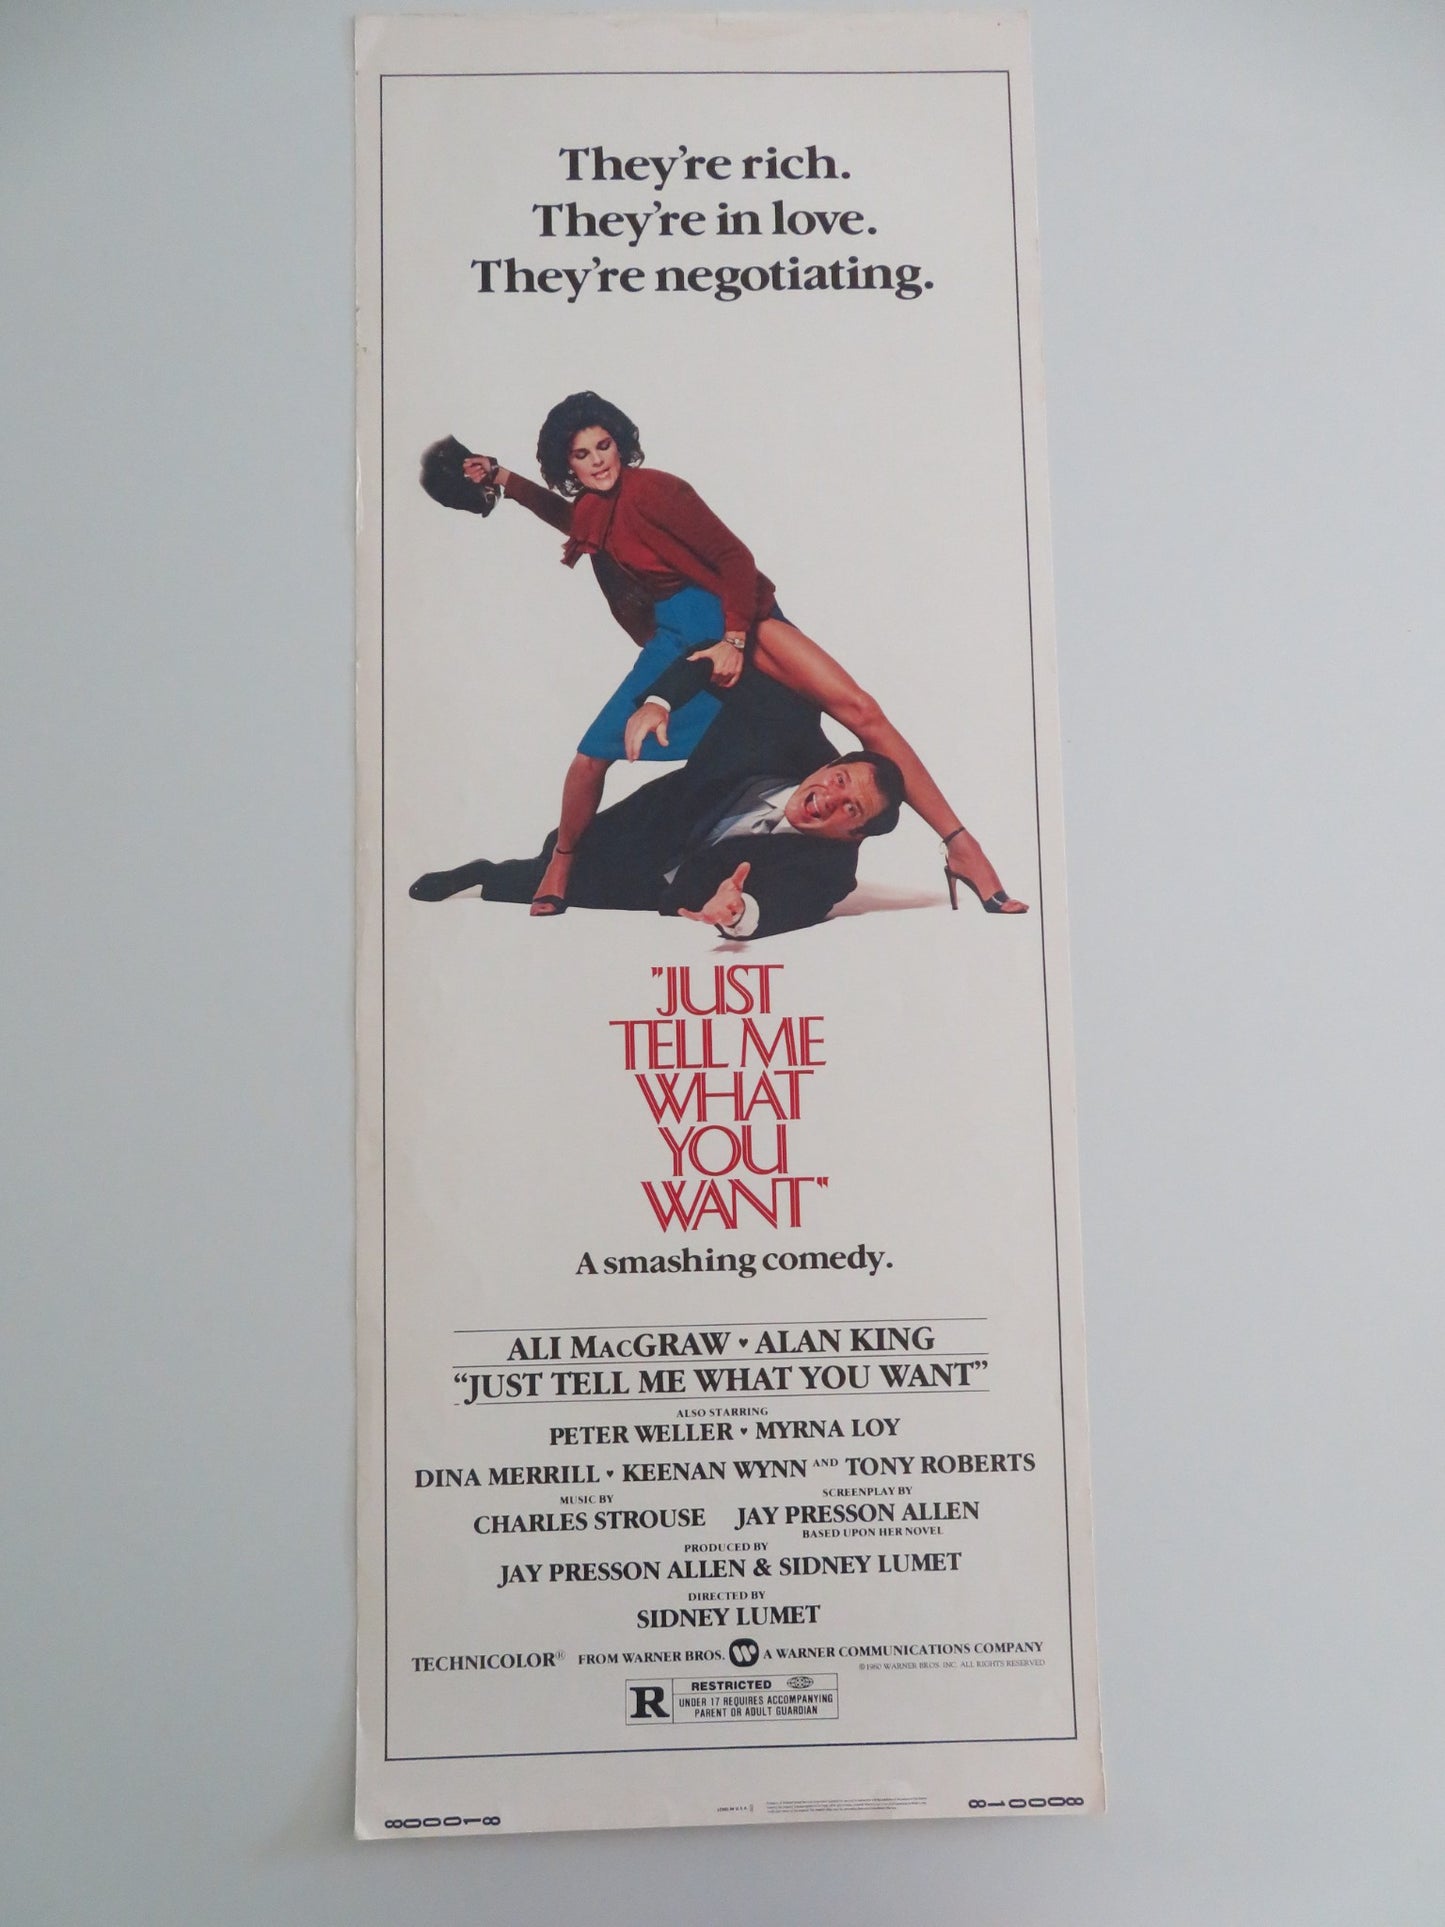 They're rich.
They're in love.
They're negotiating.
"JUST
TELL ME
WHAT
YOU
WANT"
A smashing comedy.
ALI MacGRAW ♥ ALAN KING
“JUST TELL ME WHAT YOU WANT”
ALSO STARRING
PETER WELLER ♥ MYRNA LOY
DINA MERRILL ♥ KEENAN WYNN AND TONY ROBERTS
MUSIC BY
CHARLES STROUSE
SCREENPLAY BY
JAY PRESSON ALLEN
BASED UPON HER NOVEL
PRODUCED BY
JAY PRESSON ALLEN & SIDNEY LUMET
DIRECTED BY
SIDNEY LUMET
TECHNICOLOR® FROM WARNER BROS. A WARNER COMMUNICATIONS COMPANY
© 1980 WARNER BROS. INC. ALL RIGHTS RESERVED
R RESTRICTED
UNDER 17 REQUIRES ACCOMPANYING
PARENT OR ADULT GUARDIAN
800018
810008